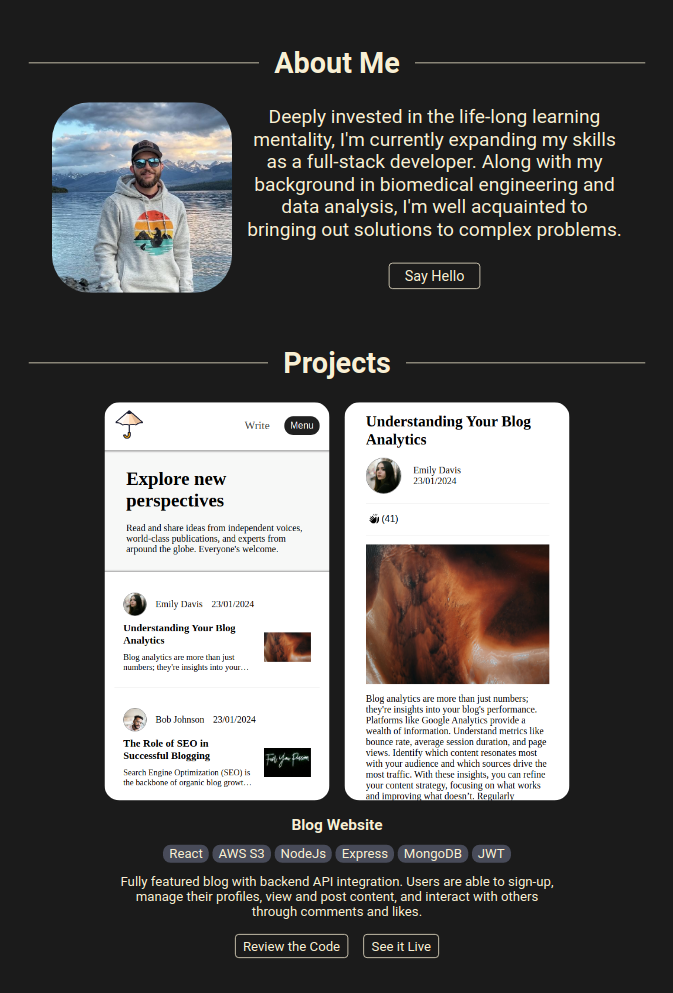 About Me
Deeply invested in the life-long learning
mentality, I'm currently expanding my skills
as a full-stack developer. Along with my
background in biomedical engineering and
data analysis, I'm well acquainted to
bringing out solutions to complex problems.
Say Hello
Projects
Write Menu
Explore new
perspectives
Read and share ideas from independent voices,
world-class publications, and experts from
arpound the globe. Everyone's welcome.
Emily Davis 23/01/2024
Understanding Your Blog
Analytics
Blog analytics are more than just
numbers; they're insights into your…
Bob Johnson 23/01/2024
The Role of SEO in
Successful Blogging
Search Engine Optimization (SEO) is
the backbone of organic blog growt…
Understanding Your Blog
Analytics
Emily Davis
23/01/2024
(41)
Blog analytics are more than just numbers;
they're insights into your blog's performance.
Platforms like Google Analytics provide a
wealth of information. Understand metrics like
bounce rate, average session duration, and page
views. Identify which content resonates most
with your audience and which sources drive the
most traffic. With these insights, you can refine
your content strategy, focusing on what works
and improving what doesn’t. Regularly
Blog Website
React AWS S3 NodeJs Express MongoDB JWT
Fully featured blog with backend API integration. Users are able to sign-up,
manage their profiles, view and post content, and interact with others
through comments and likes.
Review the Code See it Live